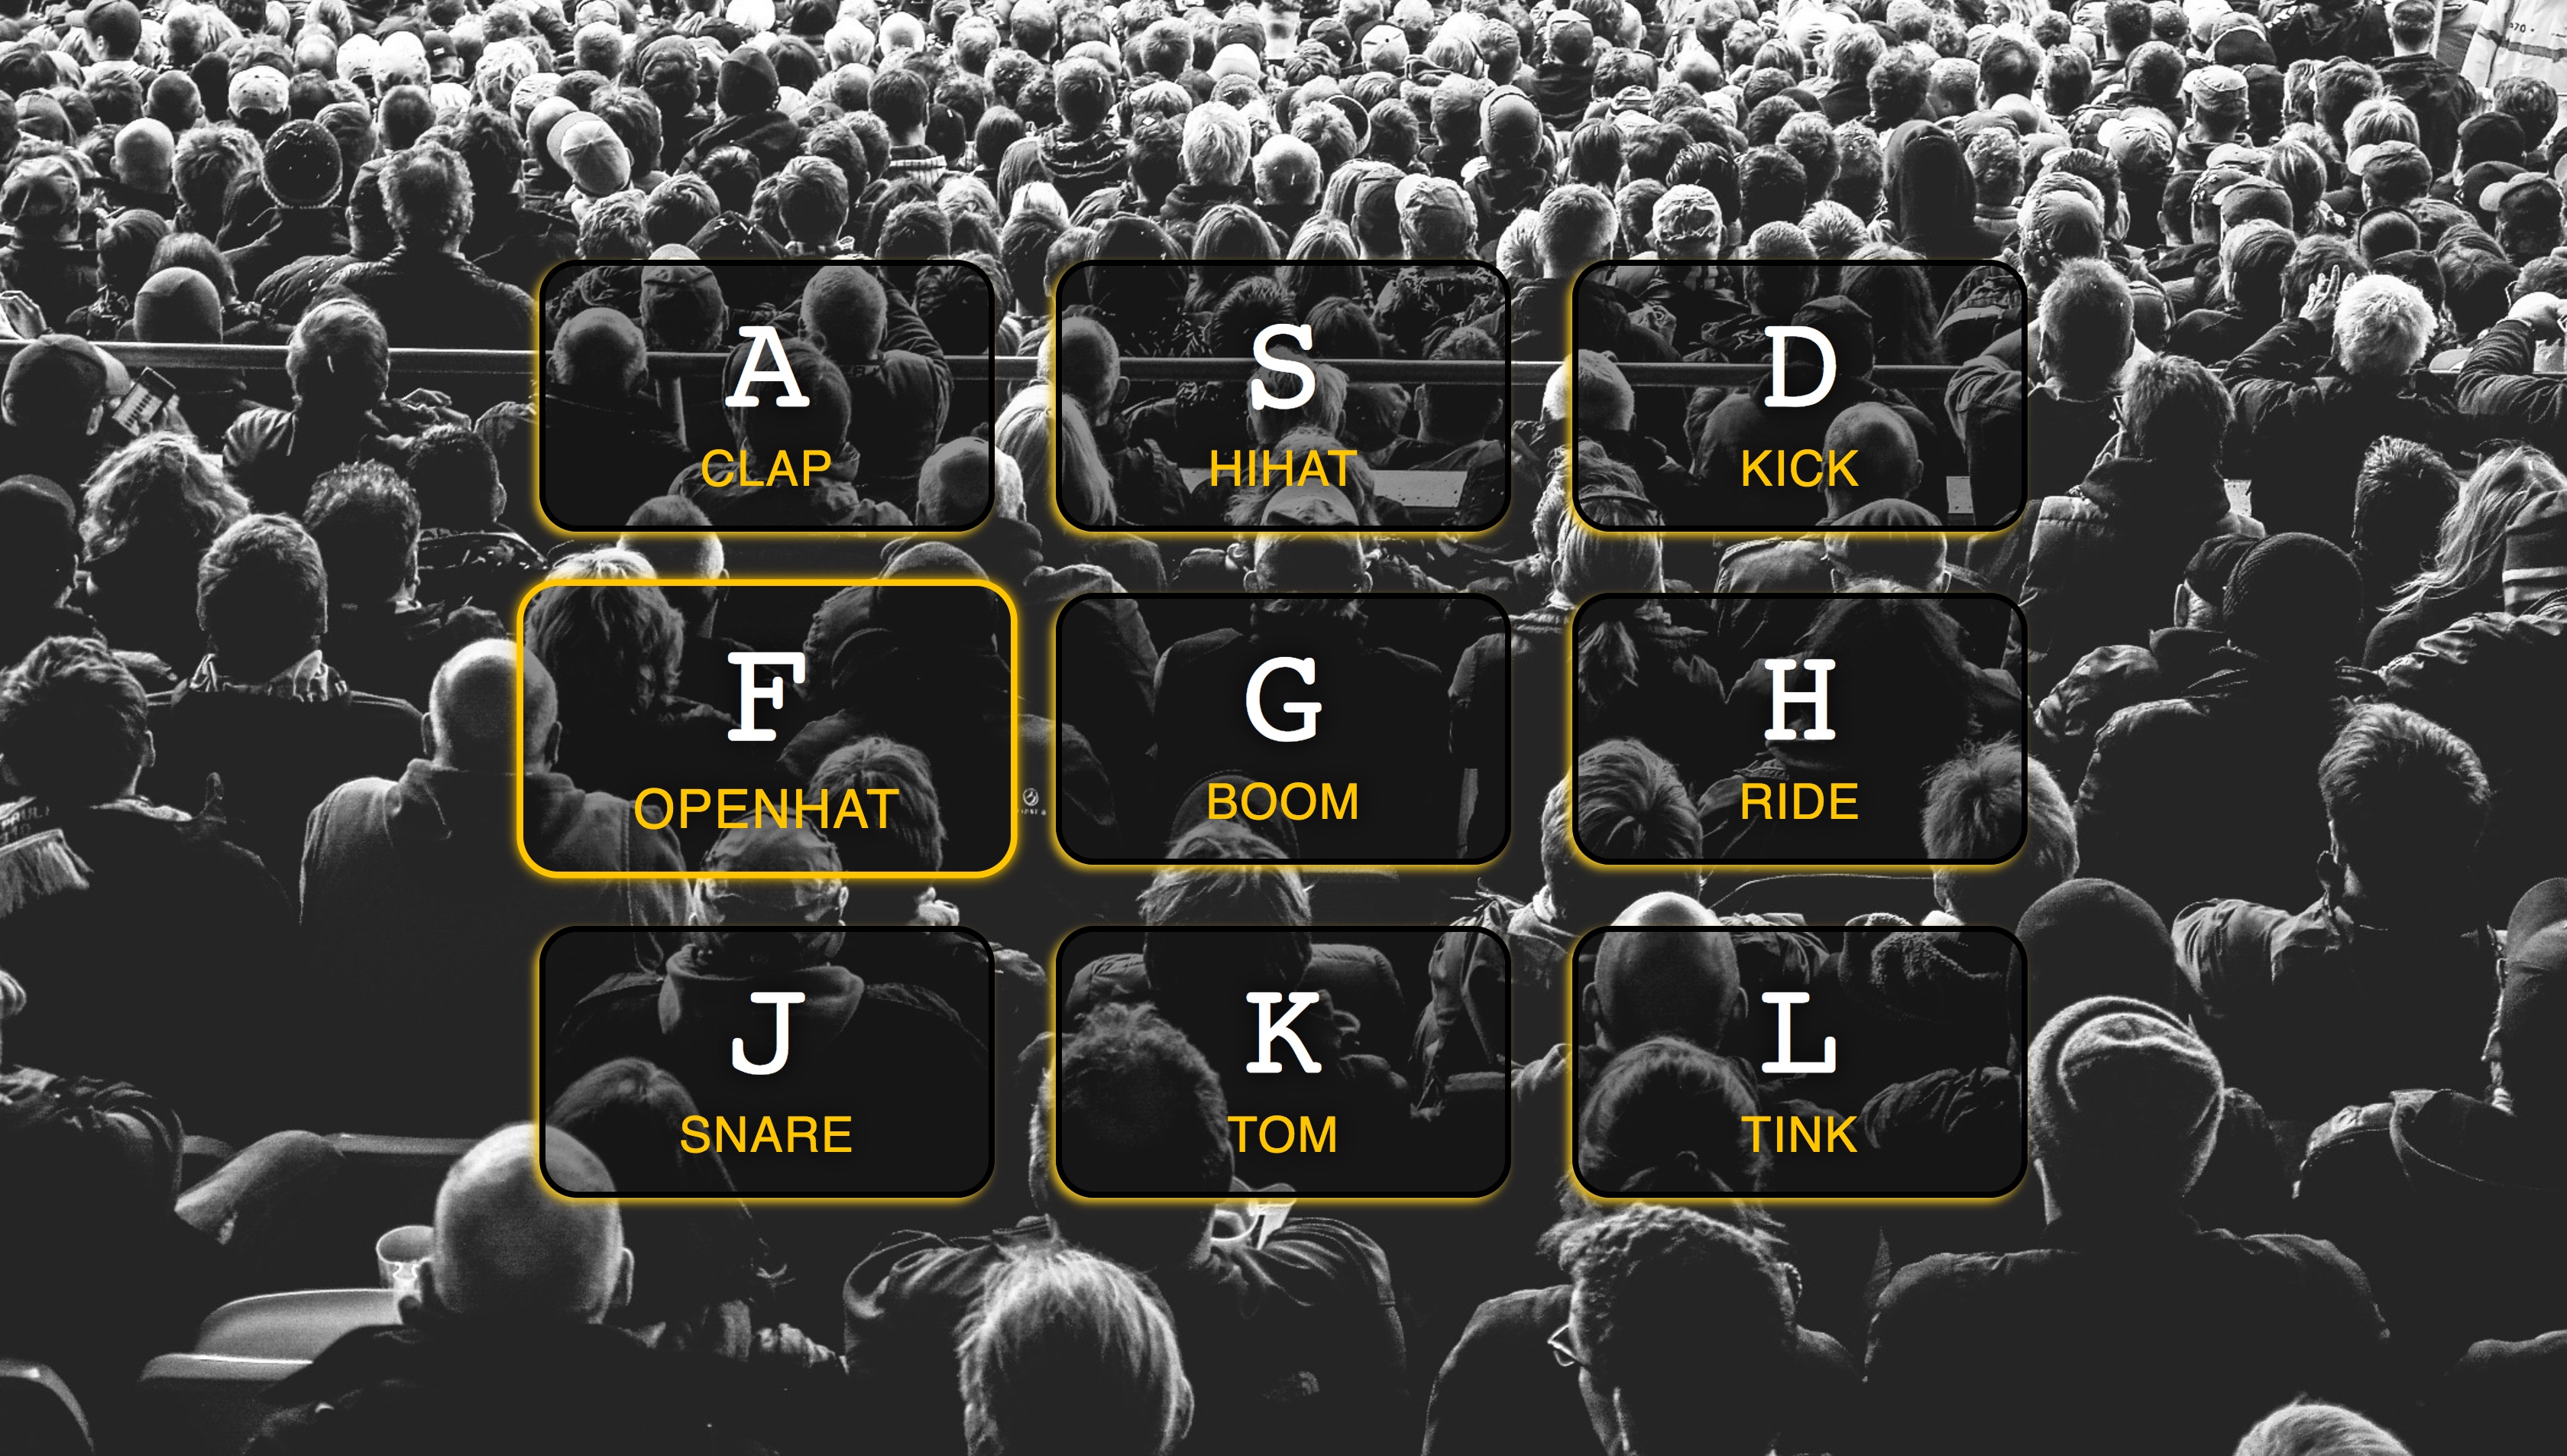 A
CLAP
S
HIHAT
D
KICK
F
OPENHAT
G
BOOM
H
RIDE
J
SNARE
K
TOM
L
TINK